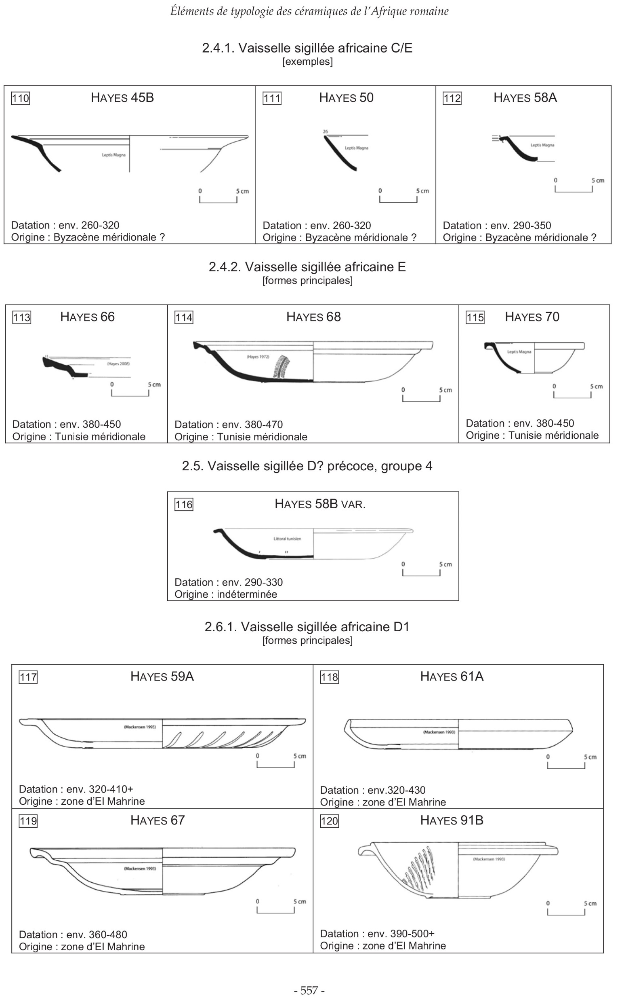 Éléments de typologie des céramiques de l'Afrique romaine
2.4.1. Vaisselle sigillée africaine C/E
[exemples]
110 HAYES 45B
Leptis Magna
0 5 cm
Datation : env. 260-320
Origine : Byzacène méridionale ?
111 HAYES 50
26
Leptis Magna
0 5 cm
Datation : env. 260-320
Origine : Byzacène méridionale ?
112 HAYES 58A
Leptis Magna
0 5 cm
Datation : env. 290-350
Origine : Byzacène méridionale ?
2.4.2. Vaisselle sigillée africaine E
[formes principales]
113 HAYES 66
(Hayes 2008)
0 5 cm
Datation : env. 380-450
Origine : Tunisie méridionale
114 HAYES 68
(Hayes 1972)
0 5 cm
Datation : env. 380-470
Origine : Tunisie méridionale
115 HAYES 70
Leptis Magna
0 5 cm
Datation : env. 380-450
Origine : Tunisie méridionale
2.5. Vaisselle sigillée D? précoce, groupe 4
116 HAYES 58B VAR.
Littoral tunisien
0 5 cm
Datation : env. 290-330
Origine : indéterminée
2.6.1. Vaisselle sigillée africaine D1
[formes principales]
117 HAYES 59A
(Mackensen 1993)
0 5 cm
Datation : env. 320-410+
Origine : zone d'El Mahrine
118 HAYES 61A
(Mackensen 1993)
0 5 cm
Datation : env.320-430
Origine : zone d'El Mahrine
119 HAYES 67
(Mackensen 1993)
0 5 cm
Datation : env. 360-480
Origine : zone d'El Mahrine
120 HAYES 91B
(Mackensen 1993)
0 5 cm
Datation : env. 390-500+
Origine : zone d'El Mahrine
- 557 -